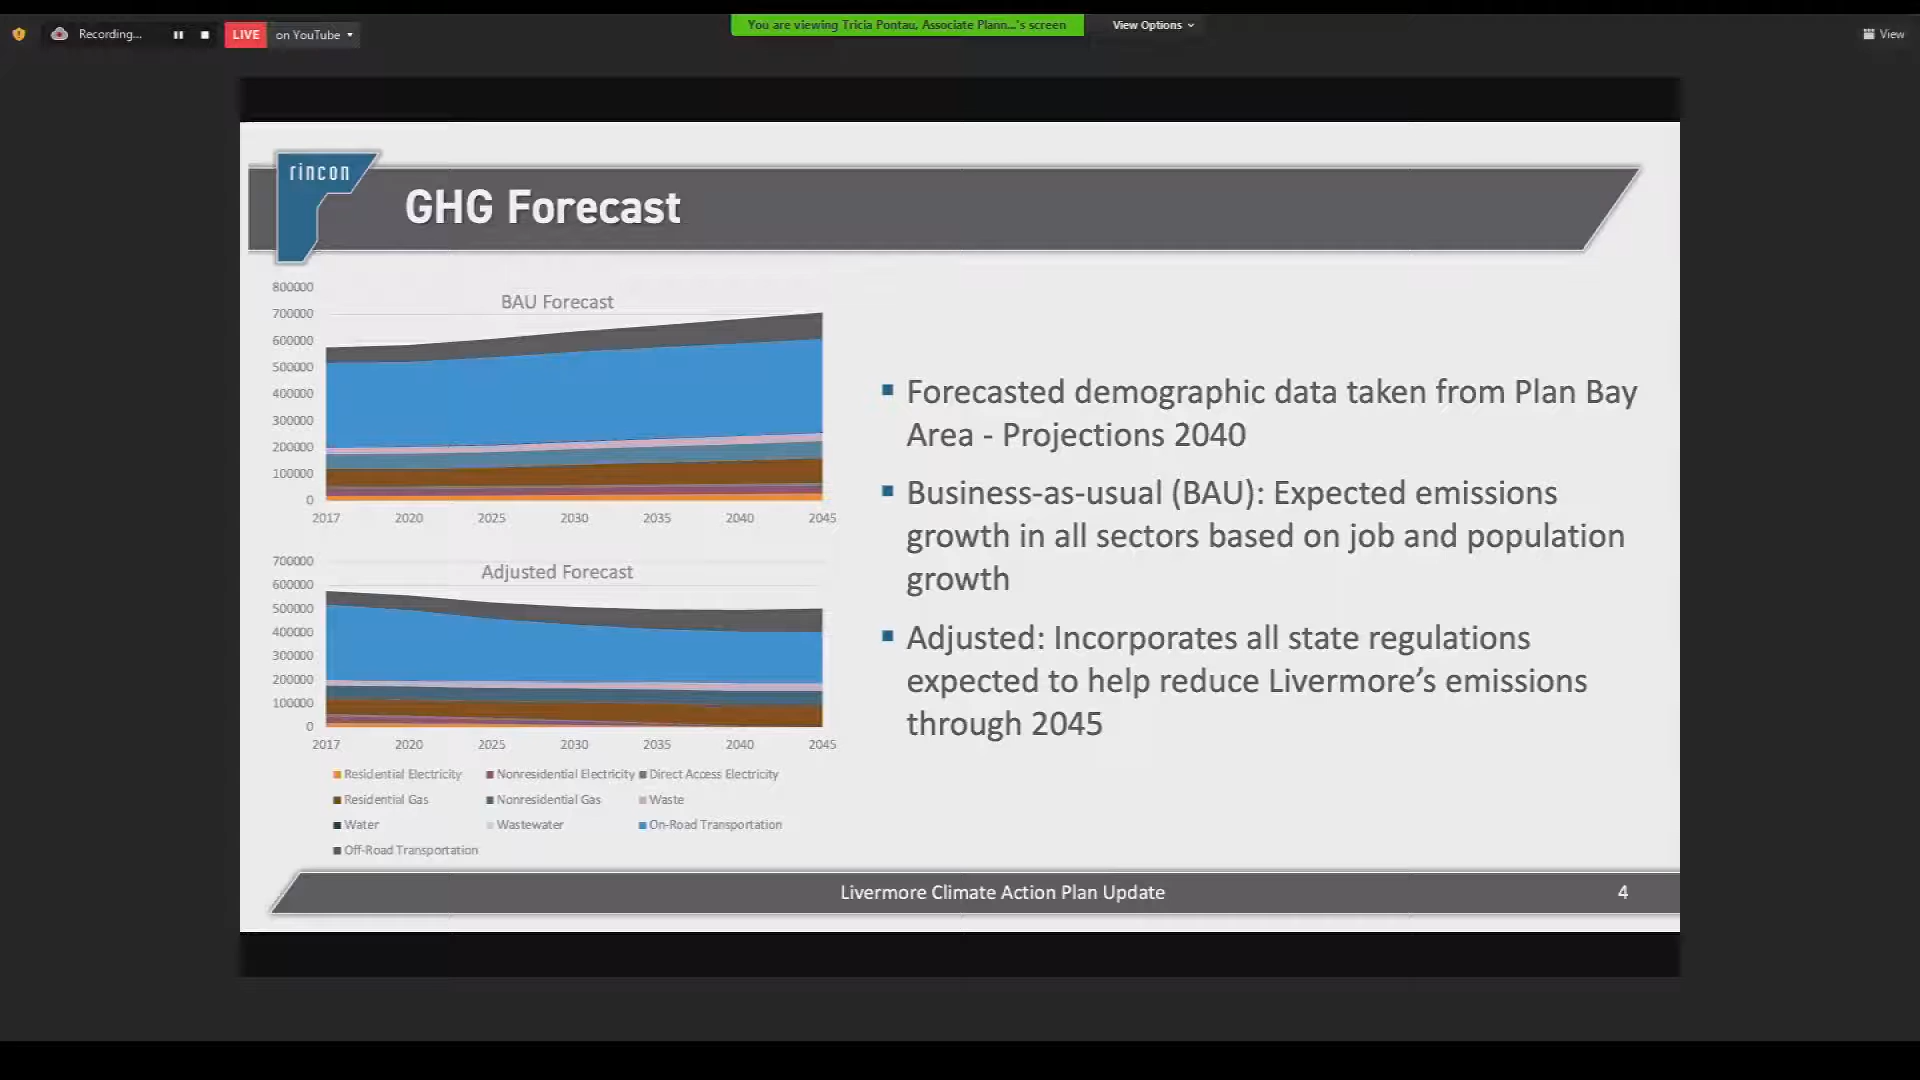 Recording...
LIVE
on YouTube
You are viewing Tricia Pontau, Associate Plann...'s screen
View Options
View
rincon
GHG Forecast
BAU Forecast
800000
700000
600000
500000
400000
300000
200000
100000
0
2017 2020 2025 2030 2035 2040 2045
Adjusted Forecast
700000
600000
500000
400000
300000
200000
100000
0
2017 2020 2025 2030 2035 2040 2045
Residential Electricity Nonresidential Electricity Direct Access Electricity
Residential Gas Nonresidential Gas Waste
Water Wastewater On-Road Transportation
Off-Road Transportation
Forecasted demographic data taken from Plan Bay
Area - Projections 2040
Business-as-usual (BAU): Expected emissions
growth in all sectors based on job and population
growth
Adjusted: Incorporates all state regulations
expected to help reduce Livermore's emissions
through 2045
Livermore Climate Action Plan Update
4